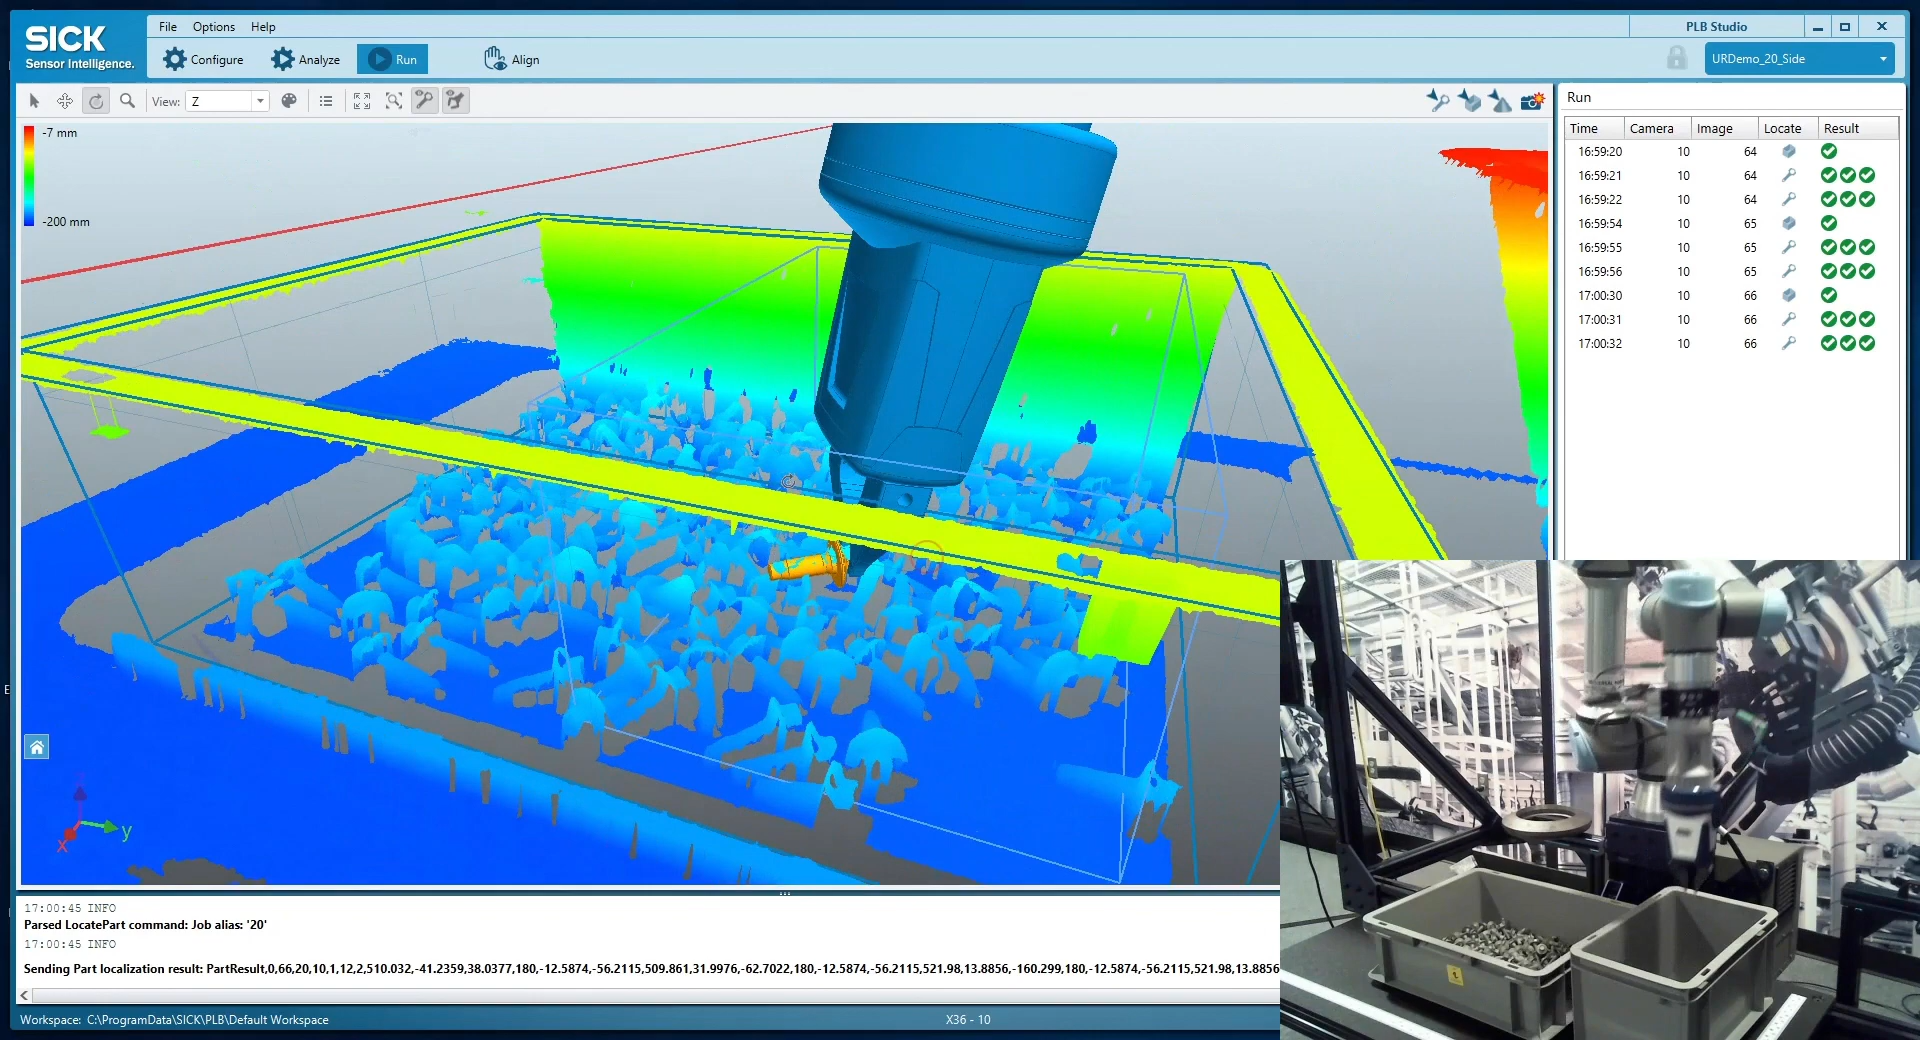 SICK
Sensor Intelligence.
File Options Help
PLB Studio
Configure Analyze Run Align
URDemo_20_Side
View: Z
Run
-7 mm
-200 mm
Time Camera Image Locate Result
16:59:20 10 64
16:59:21 10 64
16:59:22 10 64
16:59:54 10 65
16:59:55 10 65
16:59:56 10 65
17:00:30 10 66
17:00:31 10 66
17:00:32 10 66
y
x
17:00:45 INFO
Parsed LocatePart command: Job alias: '20'
17:00:45 INFO
Sending Part localization result: PartResult,0,66,20,10,1,12,2,510.032,-41.2359,38.0377,180,-12.5874,-56.2115,509.861,31.9976,-62.7022,180,-12.5874,-56.2115,521.98,13.8856,-160.299,180,-12.5874,-56.2115,521.98,13.8856
Workspace: C:\ProgramData\SICK\PLB\Default Workspace
X36 - 10